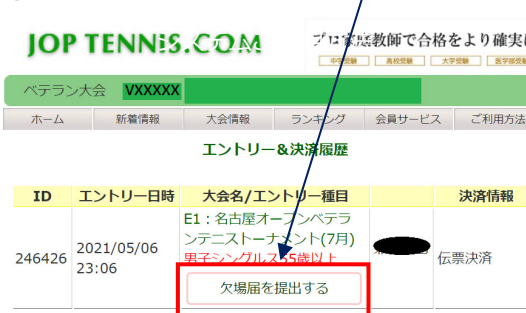 JOP TENNIS.COM
プロ家庭教師で合格をより確実に
中学受験 高校受験 大学受験 医学部受験
ベテラン大会 VXXXXX
ホーム 新着情報 大会情報 ランキング 会員サービス ご利用方法
エントリー&決済履歴
ID エントリー日時 大会名/エントリー種目 決済情報
E1：名古屋オープンベテラ
ンテニストーナメント(7月)
246426 2021/05/06 23:06 男子シングルス55歳以上 伝票決済
欠場届を提出する